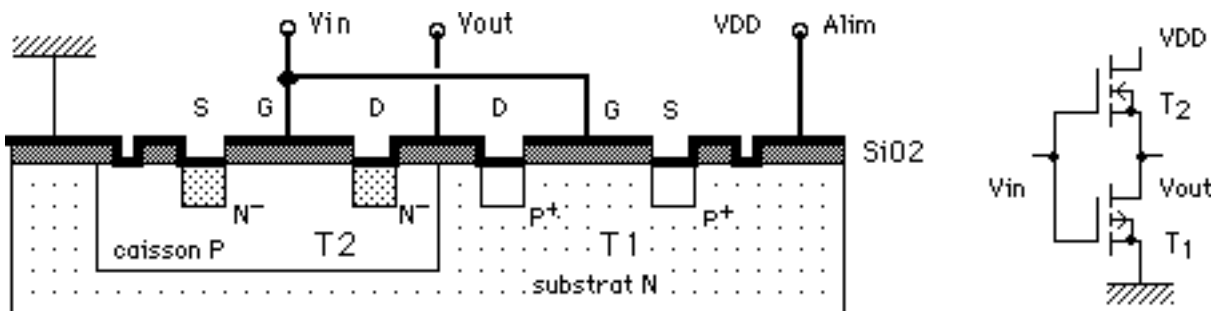 Vin Vout VDD Alim
S G D D G S
SiO2
N⁻ N⁻ P⁺ P⁺
caisson P T2 T1
substrat N
VDD
T₂
Vin Vout
T₁